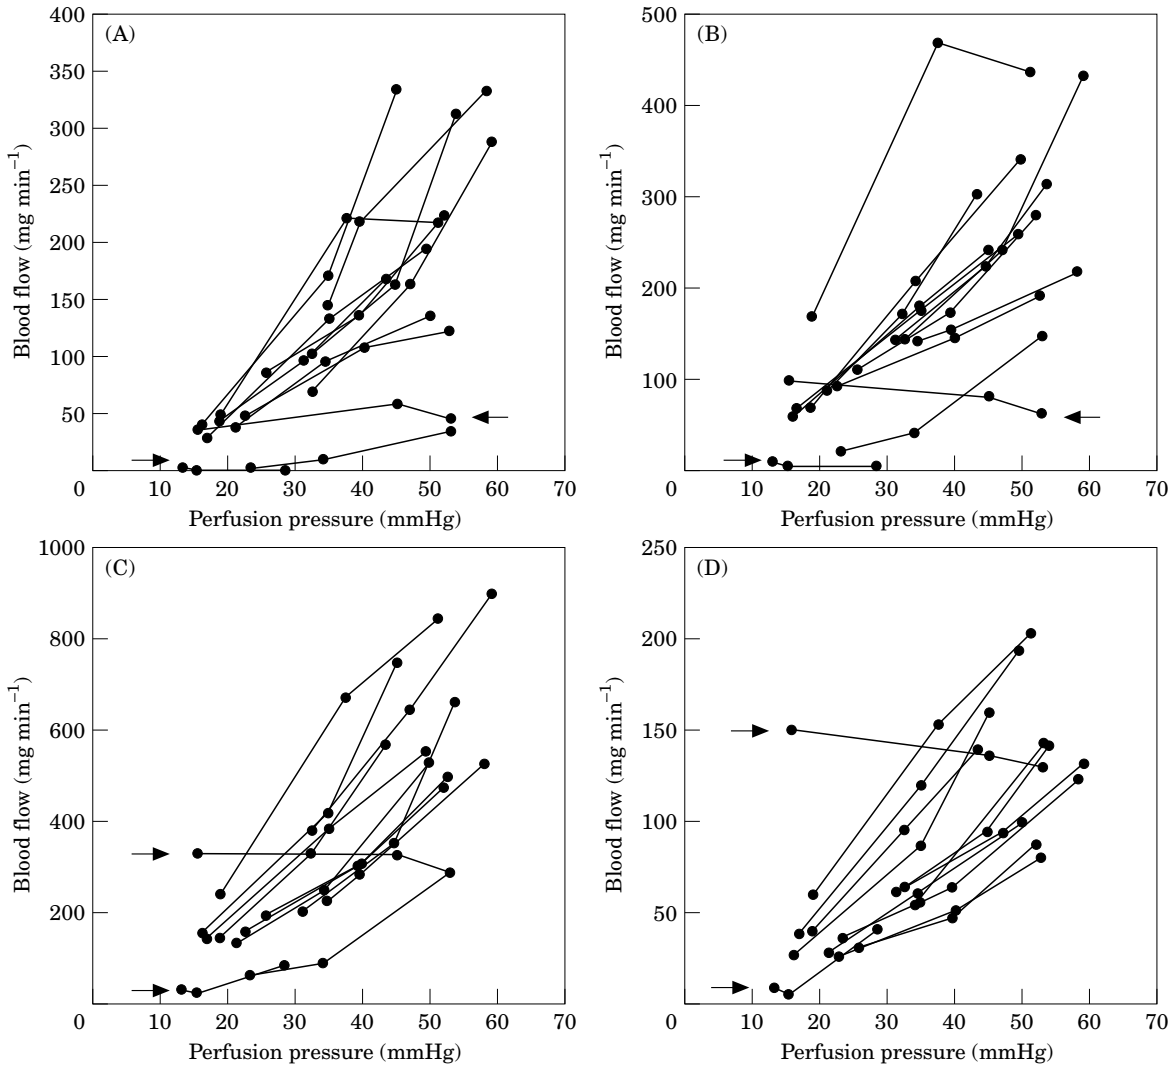 400
(A)
350
300
250
200
150
100
50
0
10 20 30 40 50 60 70
Blood flow (mg min⁻¹)
Perfusion pressure (mmHg)
500
(B)
400
300
200
100
0
10 20 30 40 50 60 70
Blood flow (mg min⁻¹)
Perfusion pressure (mmHg)
1000
(C)
800
600
400
200
0
10 20 30 40 50 60 70
Blood flow (mg min⁻¹)
Perfusion pressure (mmHg)
250
(D)
200
150
100
50
0
10 20 30 40 50 60 70
Blood flow (mg min⁻¹)
Perfusion pressure (mmHg)